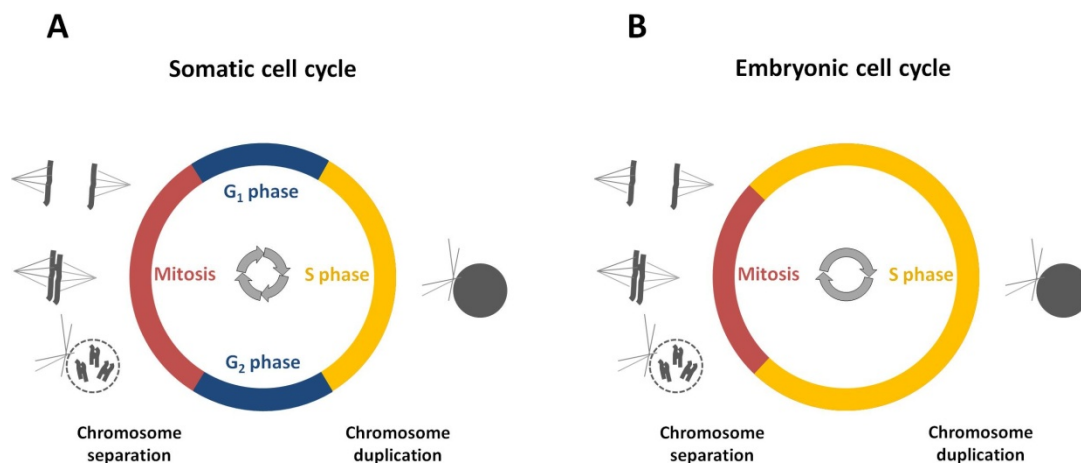 A
Somatic cell cycle
G₁ phase
Mitosis
S phase
G₂ phase
Chromosome
separation
Chromosome
duplication
B
Embryonic cell cycle
Mitosis
S phase
Chromosome
separation
Chromosome
duplication